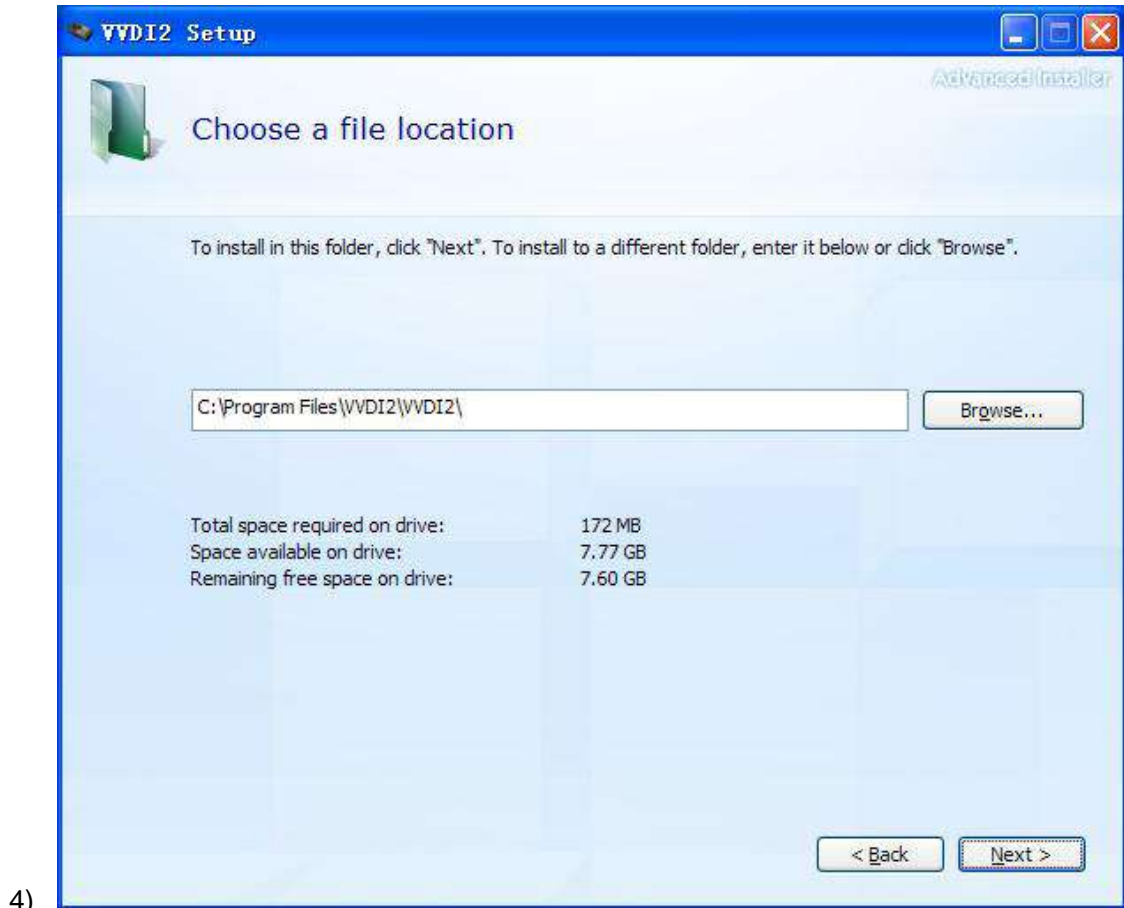 VVDI2 Setup
Advanced Installer
Choose a file location
To install in this folder, click "Next". To install to a different folder, enter it below or click "Browse".
C:\Program Files\VVDI2\VVDI2\
Browse...
Total space required on drive: 172 MB
Space available on drive: 7.77 GB
Remaining free space on drive: 7.60 GB
< Back
Next >
4)